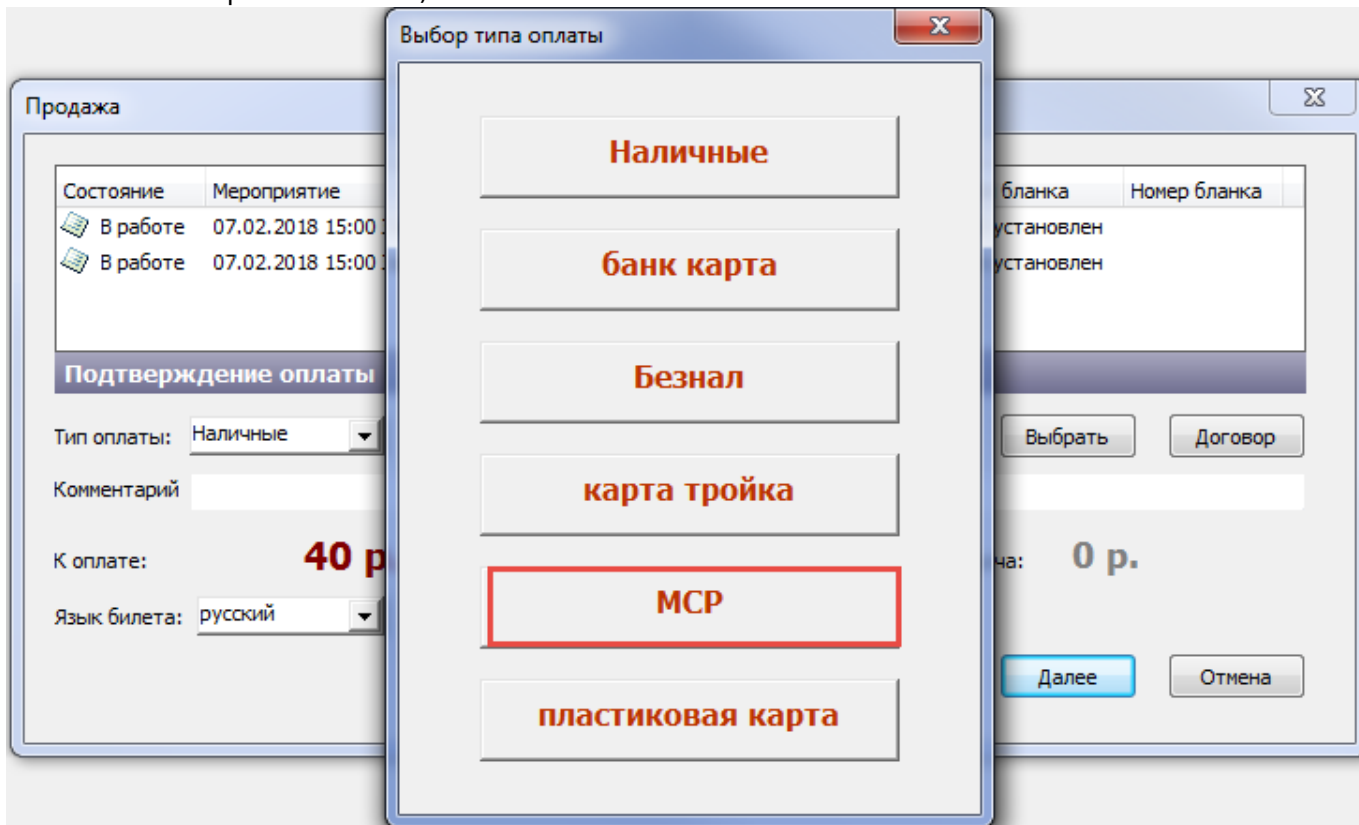 Выбор типа оплаты
Продажа
Наличные
Состояние Мероприятие бланка Номер бланка
В работе 07.02.2018 15:00 установлен
В работе 07.02.2018 15:00 установлен
банк карта
Безнал
Подтверждение оплаты
Тип оплаты: Наличные Выбрать Договор
Комментарий
карта тройка
К оплате: 40 р 0 р.
МСР
Язык билета: русский
Далее Отмена
пластиковая карта